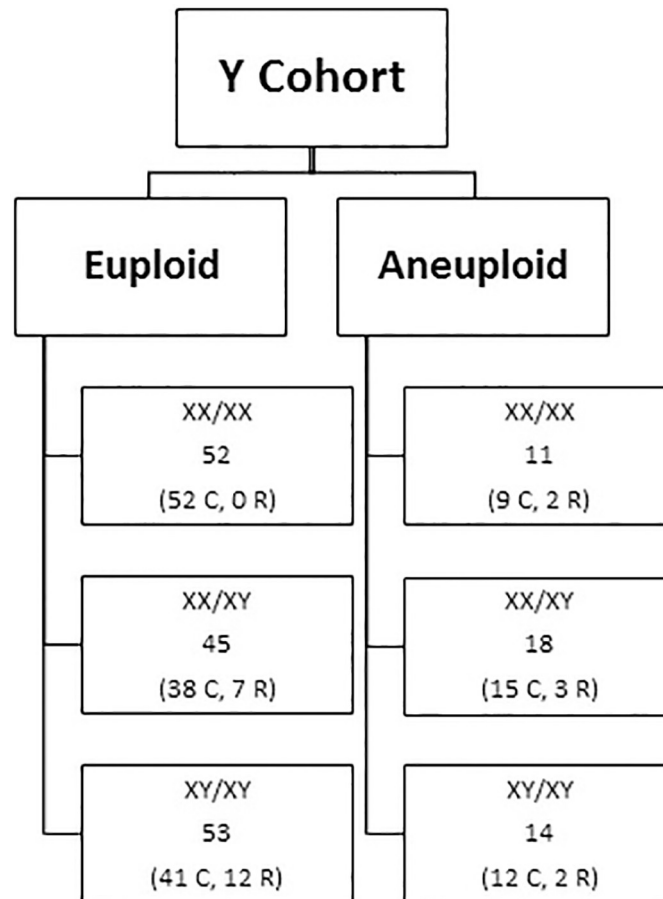 Y Cohort
Euploid
Aneuploid
XX/XX
52
(52 C, 0 R)
XX/XY
45
(38 C, 7 R)
XY/XY
53
(41 C, 12 R)
XX/XX
11
(9 C, 2 R)
XX/XY
18
(15 C, 3 R)
XY/XY
14
(12 C, 2 R)